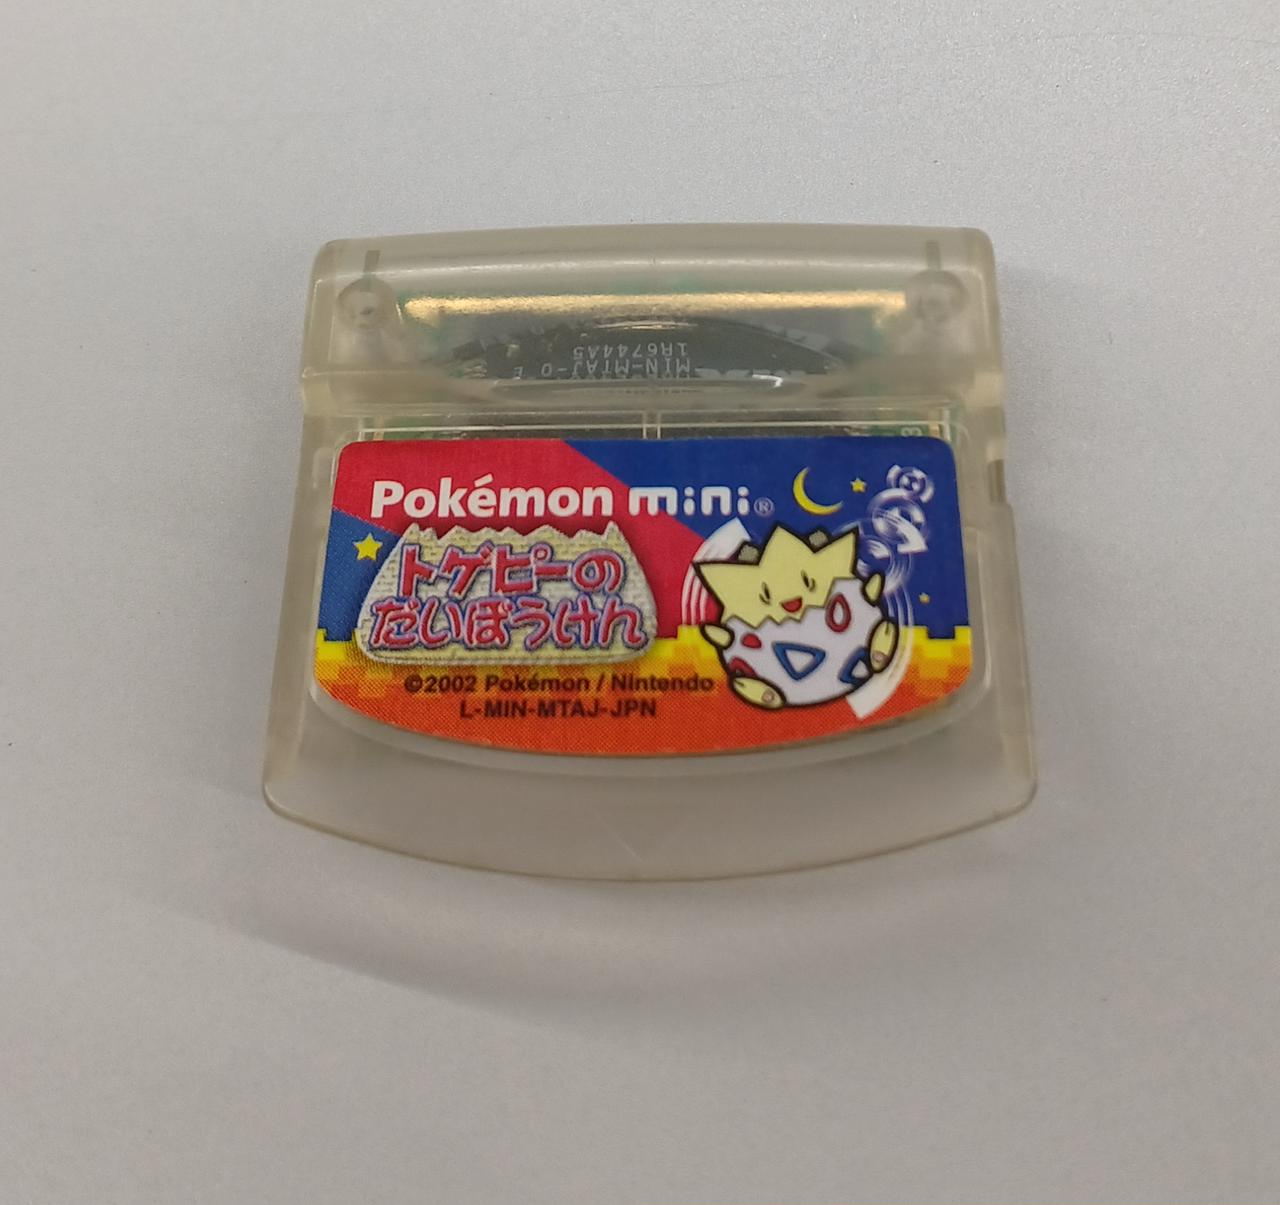 1A6744A5
MIN-MTAJ-0 E
Pokémon mini®
トゲピーの
だいぼうけん
©2002 Pokémon / Nintendo
L-MIN-MTAJ-JPN